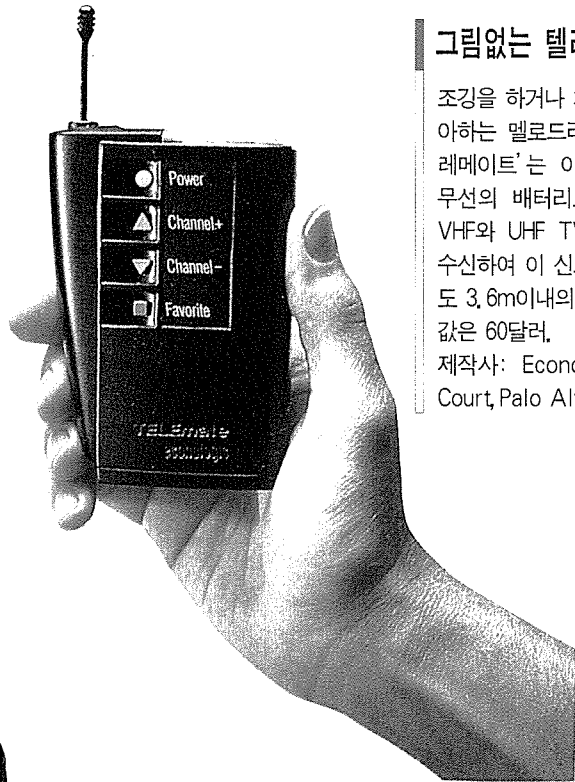 그림없는 텔
조깅을 하거나
아하는 멜로드라
레메이트'는 이
무선의 배터리
VHF와 UHF TV
수신하여 이 신
도 3.6m이내의
값은 60달러.
제작사: Econo
Court, Palo Al
Power
Channel+
Channel-
Favorite
TELEmate
econologic